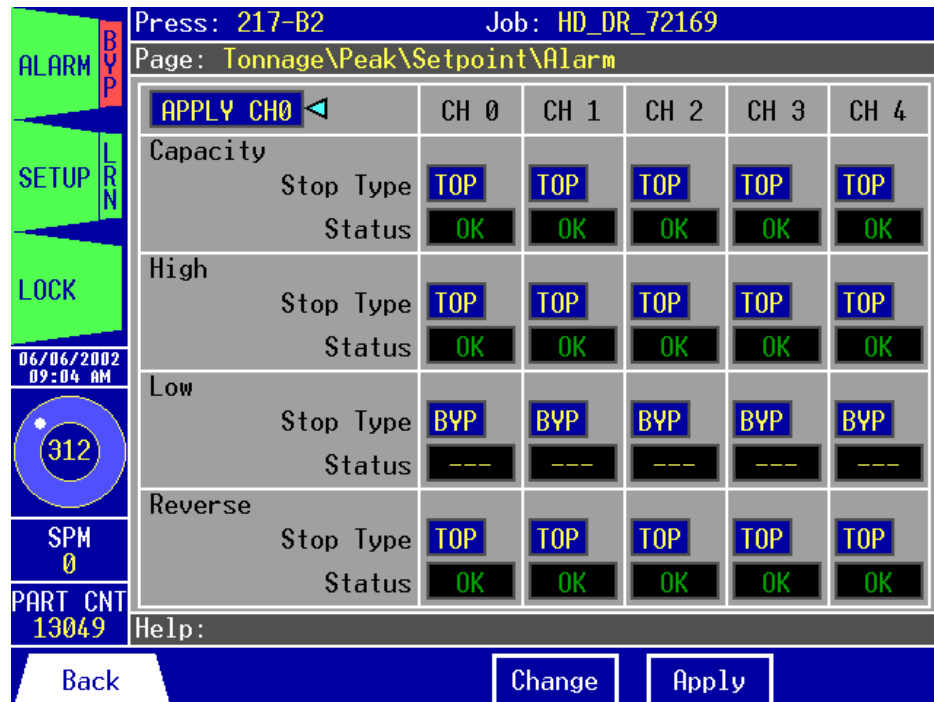 Press: 217-B2 Job: HD_DR_72169
Page: Tonnage\Peak\Setpoint\Alarm
ALARM BYP
SETUP LRN
LOCK
06/06/2002
09:04 AM
312
SPM
0
PART CNT
13049
APPLY CH0 CH 0 CH 1 CH 2 CH 3 CH 4
Capacity
Stop Type TOP TOP TOP TOP TOP
Status OK OK OK OK OK
High
Stop Type TOP TOP TOP TOP TOP
Status OK OK OK OK OK
Low
Stop Type BYP BYP BYP BYP BYP
Status --- --- --- --- ---
Reverse
Stop Type TOP TOP TOP TOP TOP
Status OK OK OK OK OK
Help:
Back Change Apply